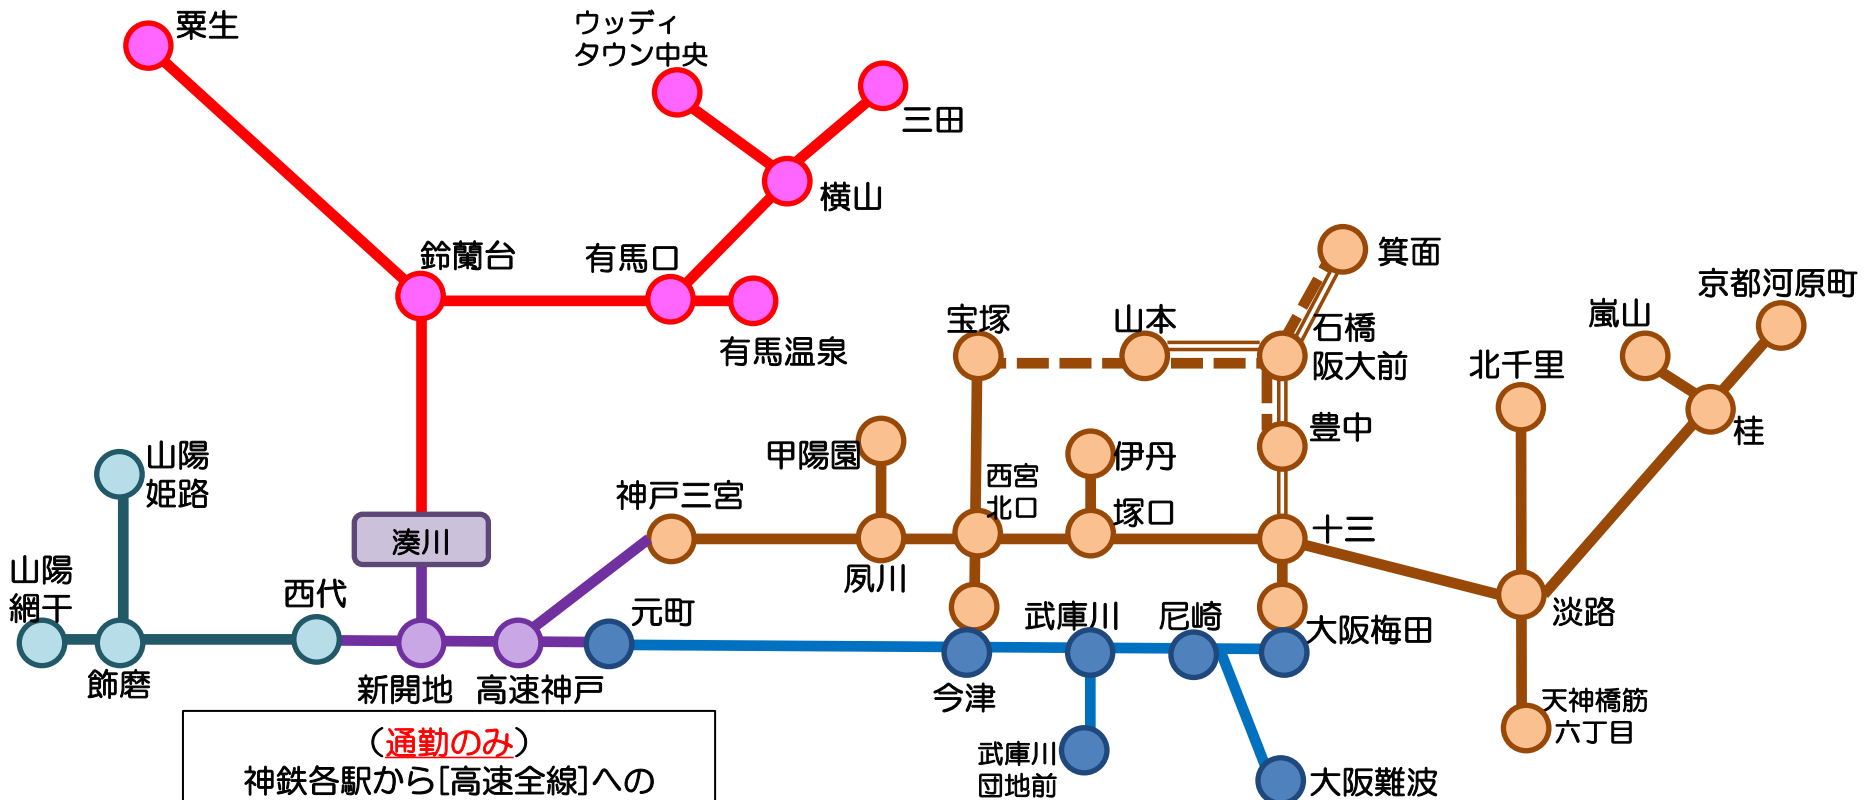 粟生
ウッディ
タウン中央
三田
横山
鈴蘭台
有馬口
有馬温泉
箕面
京都河原町
嵐山
宝塚
山本
石橋
阪大前
北千里
桂
豊中
甲陽園
伊丹
西宮
北口
塚口
山陽
姫路
神戸三宮
十三
湊川
夙川
山陽
網干
西代
元町
武庫川
尼崎
淡路
大阪梅田
飾磨
新開地
高速神戸
今津
天神橋筋
六丁目
武庫川
団地前
大阪難波
（通勤のみ）
神鉄各駅から[高速全線]への